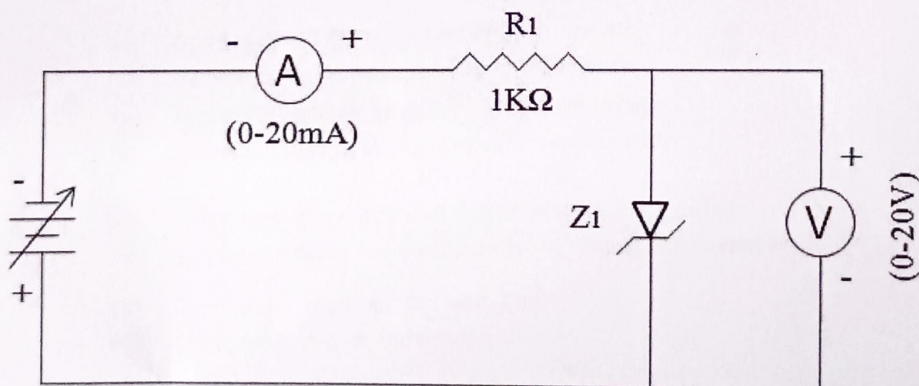 R1
- A +
1KΩ
(0-20mA)
-
+
Z1
+
V
-
(0-20V)